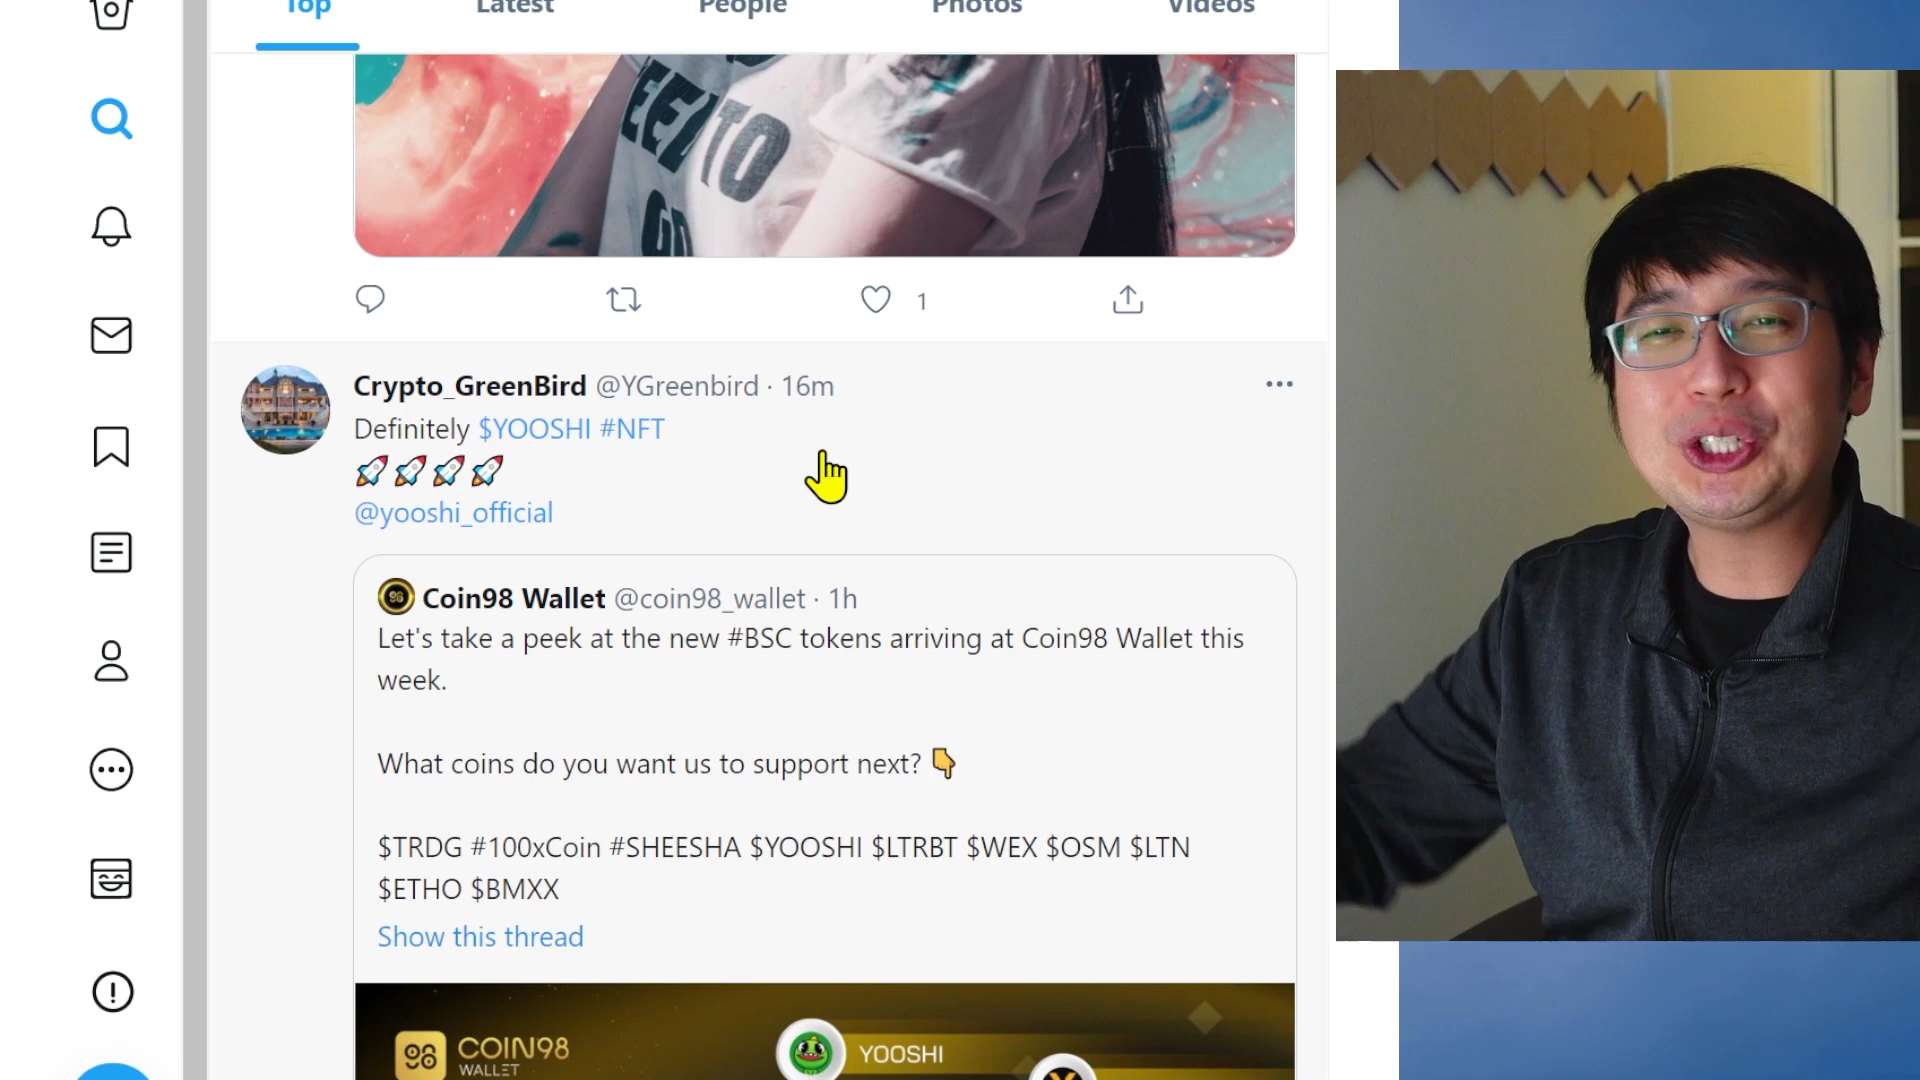 Top Latest People Photos Videos
TO
1
Crypto_GreenBird @YGreenbird · 16m
Definitely $YOOSHI #NFT
🚀🚀🚀🚀
@yooshi_official
Coin98 Wallet @coin98_wallet · 1h
Let's take a peek at the new #BSC tokens arriving at Coin98 Wallet this
week.
What coins do you want us to support next? 👇
$TRDG #100xCoin #SHEESHA $YOOSHI $LTRBT $WEX $OSM $LTN
$ETHO $BMXX
Show this thread
98 COIN98
WALLET
YOOSHI